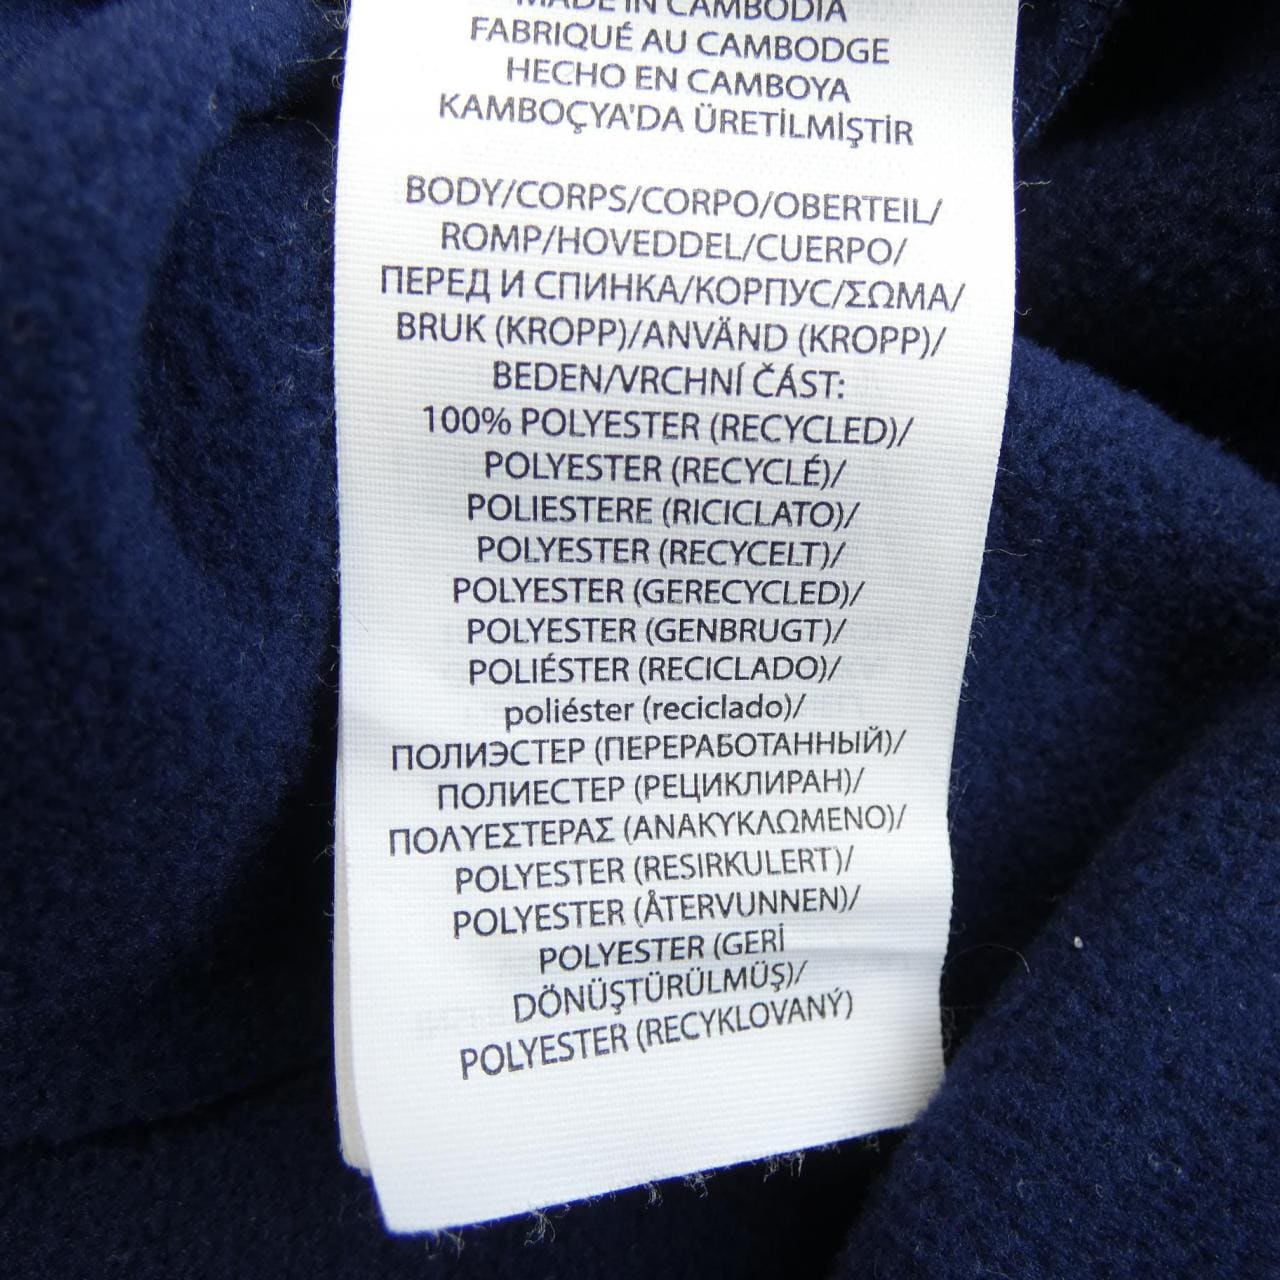 MADE IN CAMBODIA
FABRIQUÉ AU CAMBODGE
HECHO EN CAMBOYA
KAMBOÇYA'DA ÜRETİLMİŞTİR
BODY/CORPS/CORPO/OBERTEIL/
ROMP/HOVEDDEL/CUERPO/
ПЕРЕД И СПИНКА/КОРПУС/ΣΩΜΑ/
BRUK (KROPP)/ANVÄND (KROPP)/
BEDEN/VRCHNÍ ČÁST:
100% POLYESTER (RECYCLED)/
POLYESTER (RECYCLÉ)/
POLIESTERE (RICICLATO)/
POLYESTER (RECYCELT)/
POLYESTER (GERECYCLED)/
POLYESTER (GENBRUGT)/
POLIÉSTER (RECICLADO)/
poliéster (reciclado)/
ПОЛИЭСТЕР (ПЕРЕРАБОТАННЫЙ)/
ПОЛИЕСТЕР (РЕЦИКЛИРАН)/
ΠΟΛΥΕΣΤΕΡΑΣ (ΑΝΑΚΥΚΛΩΜΕΝΟ)/
POLYESTER (RESIRKULERT)/
POLYESTER (ÅTERVUNNEN)/
POLYESTER (GERİ
DÖNÜŞTÜRÜLMÜŞ)/
POLYESTER (RECYKLOVANÝ)